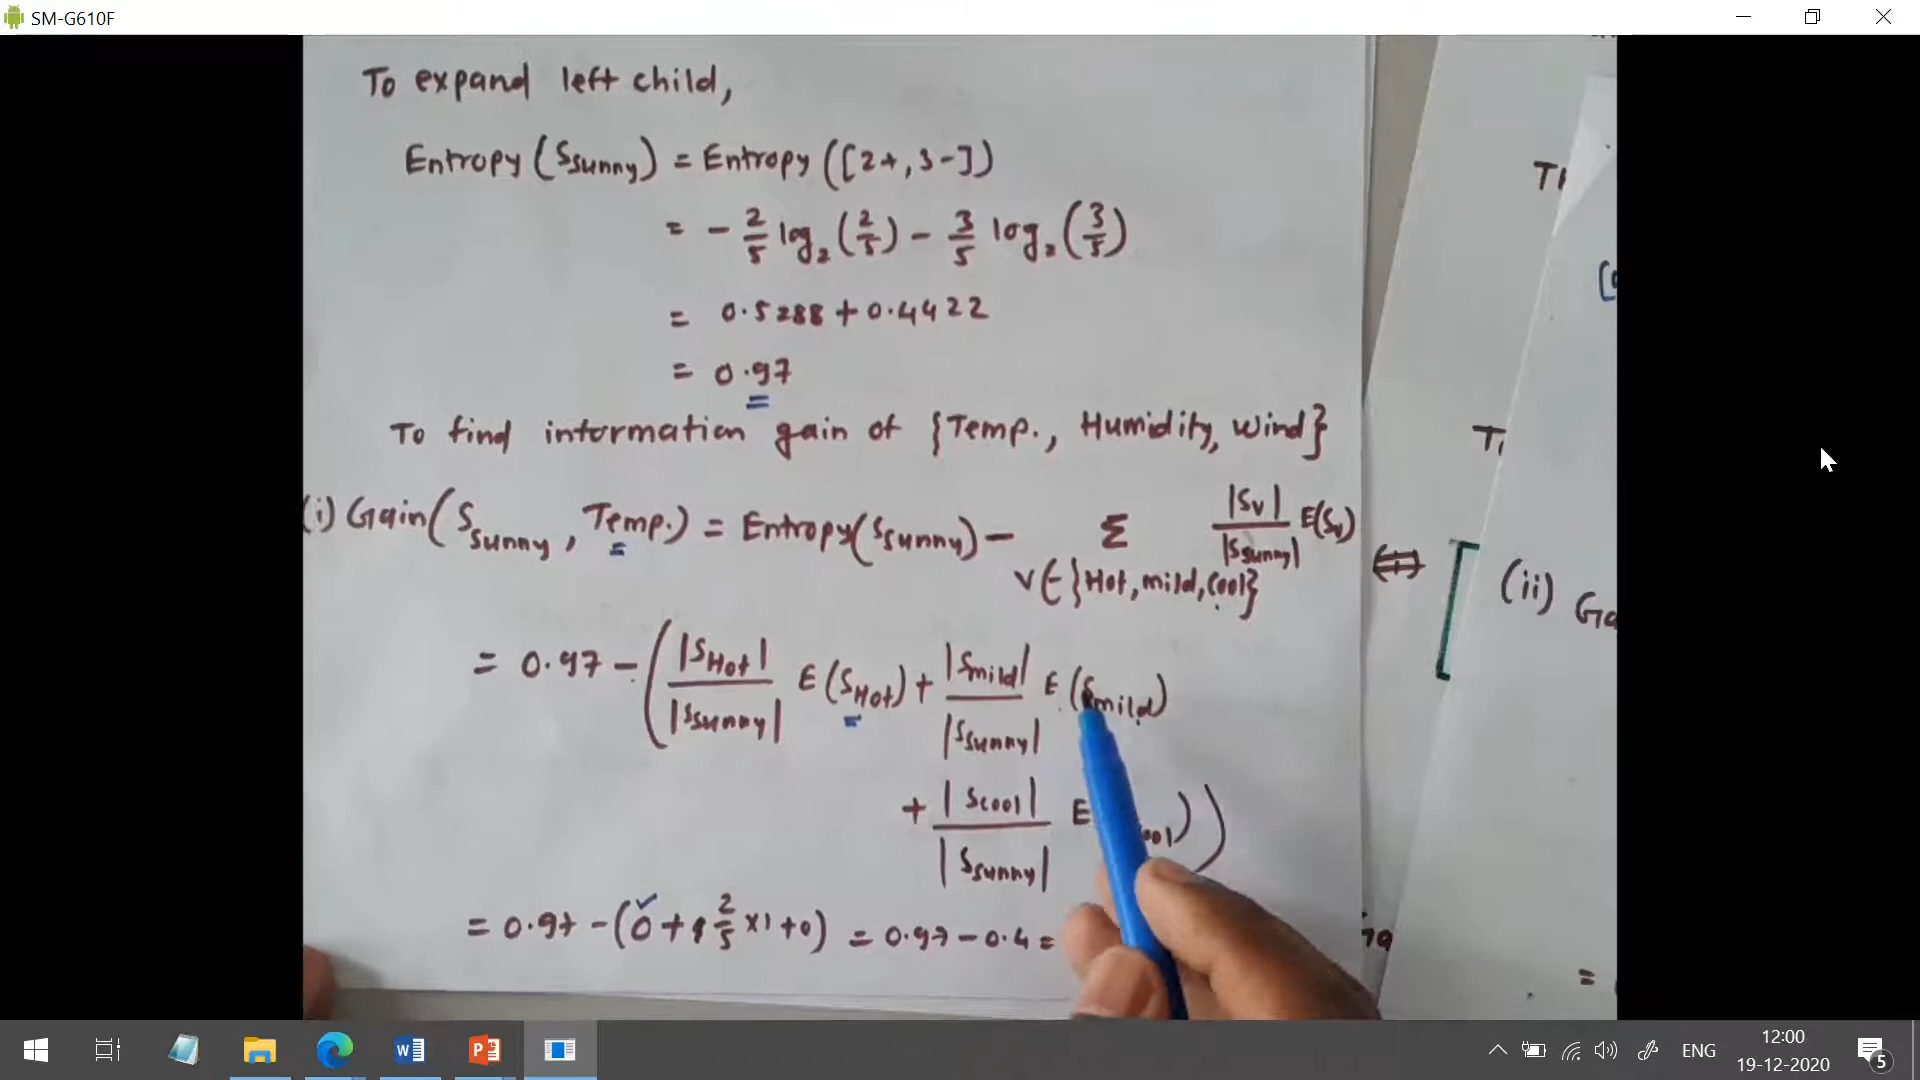 SM-G610F
To expand left child,
Entropy (S_sunny) = Entropy ([2+, 3-])
= - 2/5 log₂ (2/5) - 3/5 log₂ (3/5)
= 0.5288 + 0.4422
= 0.97
To find information gain of {Temp., Humidity, Wind}
(i) Gain(S_sunny, Temp.) = Entropy(S_sunny) - Σ |Sv|/|S_sunny| E(Sv)
v ∈ {Hot, mild, Cool}
= 0.97 - ( |S_Hot|/|S_sunny| E (S_Hot) + |S_mild|/|S_sunny| E (S_mild)
+ |S_cool|/|S_sunny| E ool) )
= 0.97 - (0 + 2/5 ×1 + 0) = 0.97 - 0.4 =
(ii) Ga
ENG
12:00
19-12-2020
5